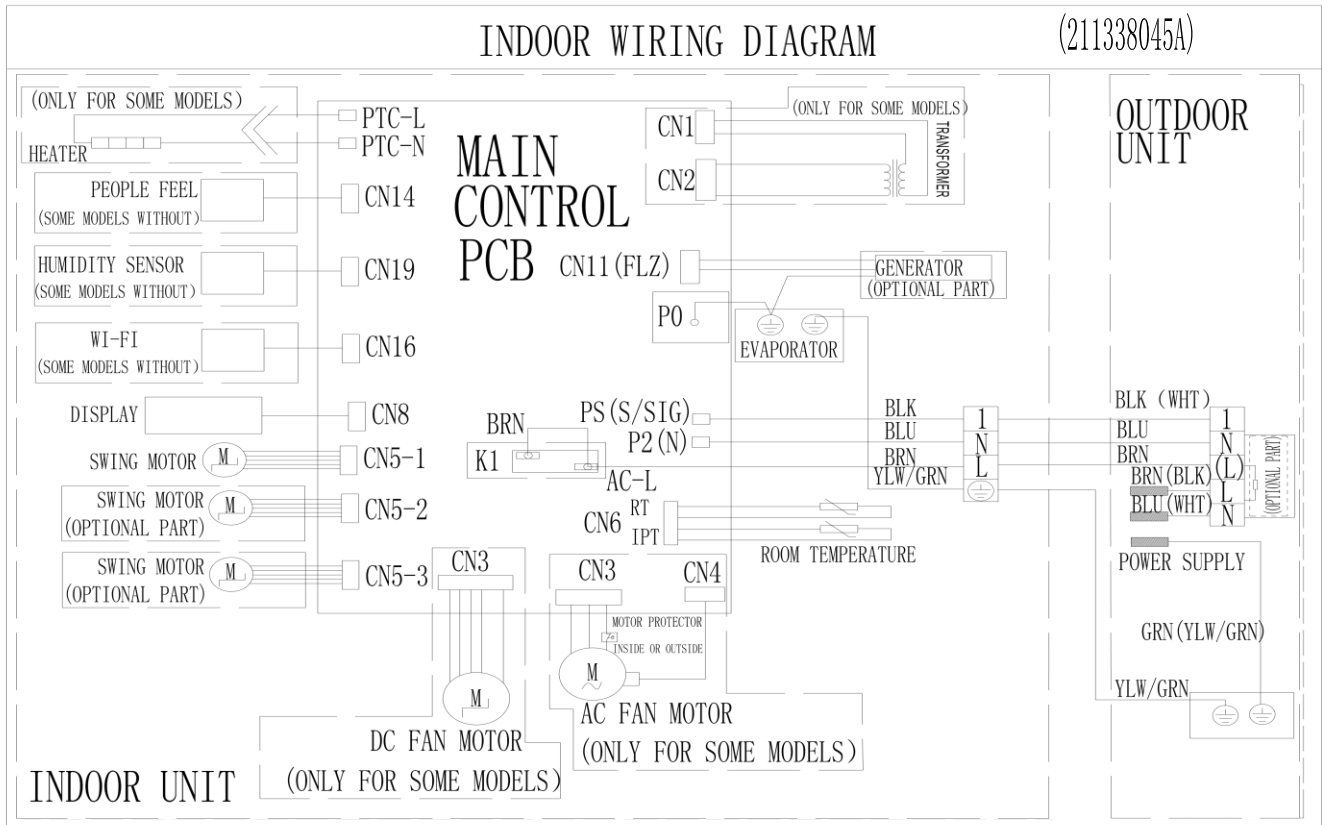 INDOOR WIRING DIAGRAM
(211338045A)
(ONLY FOR SOME MODELS)
HEATER
PTC-L
PTC-N
MAIN
CONTROL
PCB
CN1
CN2
(ONLY FOR SOME MODELS)
TRANSFORMER
OUTDOOR
UNIT
PEOPLE FEEL
(SOME MODELS WITHOUT)
CN14
HUMIDITY SENSOR
(SOME MODELS WITHOUT)
CN19
CN11(FLZ)
GENERATOR
(OPTIONAL PART)
P0
EVAPORATOR
WI-FI
(SOME MODELS WITHOUT)
CN16
DISPLAY
CN8
SWING MOTOR
M
CN5-1
SWING MOTOR
(OPTIONAL PART)
M
CN5-2
SWING MOTOR
(OPTIONAL PART)
M
CN5-3
BRN
K1
AC-L
PS(S/SIG)
P2(N)
BLK
BLU
BRN
YLW/GRN
1
N
L
BLK (WHT)
BLU
BRN
BRN(BLK)
BLU(WHT)
1
N
(L)
L
N
(OPTIONAL PART)
POWER SUPPLY
GRN(YLW/GRN)
YLW/GRN
CN6
RT
IPT
ROOM TEMPERATURE
CN3
M
DC FAN MOTOR
(ONLY FOR SOME MODELS)
CN3
CN4
MOTOR PROTECTOR
INSIDE OR OUTSIDE
M
AC FAN MOTOR
(ONLY FOR SOME MODELS)
INDOOR UNIT